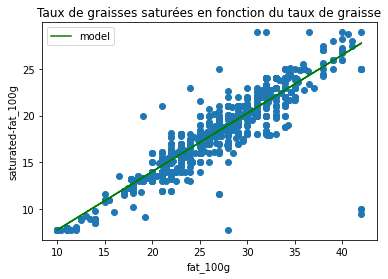 Taux de graisses saturées en fonction du taux de graisse
model
saturated-fat_100g
25
20
15
10
10
15
20
25
30
35
40
fat_100g